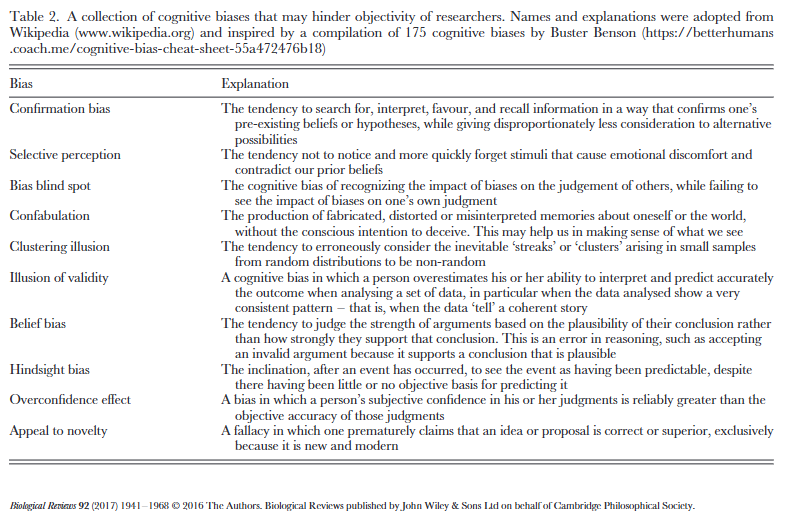 Table 2. A collection of cognitive biases that may hinder objectivity of researchers. Names and explanations were adopted from
Wikipedia (www.wikipedia.org) and inspired by a compilation of 175 cognitive biases by Buster Benson (https://betterhumans
.coach.me/cognitive-bias-cheat-sheet-55a472476b18)
Bias Explanation
Confirmation bias The tendency to search for, interpret, favour, and recall information in a way that confirms one's
pre-existing beliefs or hypotheses, while giving disproportionately less consideration to alternative
possibilities
Selective perception The tendency not to notice and more quickly forget stimuli that cause emotional discomfort and
contradict our prior beliefs
Bias blind spot The cognitive bias of recognizing the impact of biases on the judgement of others, while failing to
see the impact of biases on one's own judgment
Confabulation The production of fabricated, distorted or misinterpreted memories about oneself or the world,
without the conscious intention to deceive. This may help us in making sense of what we see
Clustering illusion The tendency to erroneously consider the inevitable 'streaks' or 'clusters' arising in small samples
from random distributions to be non-random
Illusion of validity A cognitive bias in which a person overestimates his or her ability to interpret and predict accurately
the outcome when analysing a set of data, in particular when the data analysed show a very
consistent pattern – that is, when the data 'tell' a coherent story
Belief bias The tendency to judge the strength of arguments based on the plausibility of their conclusion rather
than how strongly they support that conclusion. This is an error in reasoning, such as accepting
an invalid argument because it supports a conclusion that is plausible
Hindsight bias The inclination, after an event has occurred, to see the event as having been predictable, despite
there having been little or no objective basis for predicting it
Overconfidence effect A bias in which a person's subjective confidence in his or her judgments is reliably greater than the
objective accuracy of those judgments
Appeal to novelty A fallacy in which one prematurely claims that an idea or proposal is correct or superior, exclusively
because it is new and modern
Biological Reviews 92 (2017) 1941–1968 © 2016 The Authors. Biological Reviews published by John Wiley & Sons Ltd on behalf of Cambridge Philosophical Society.